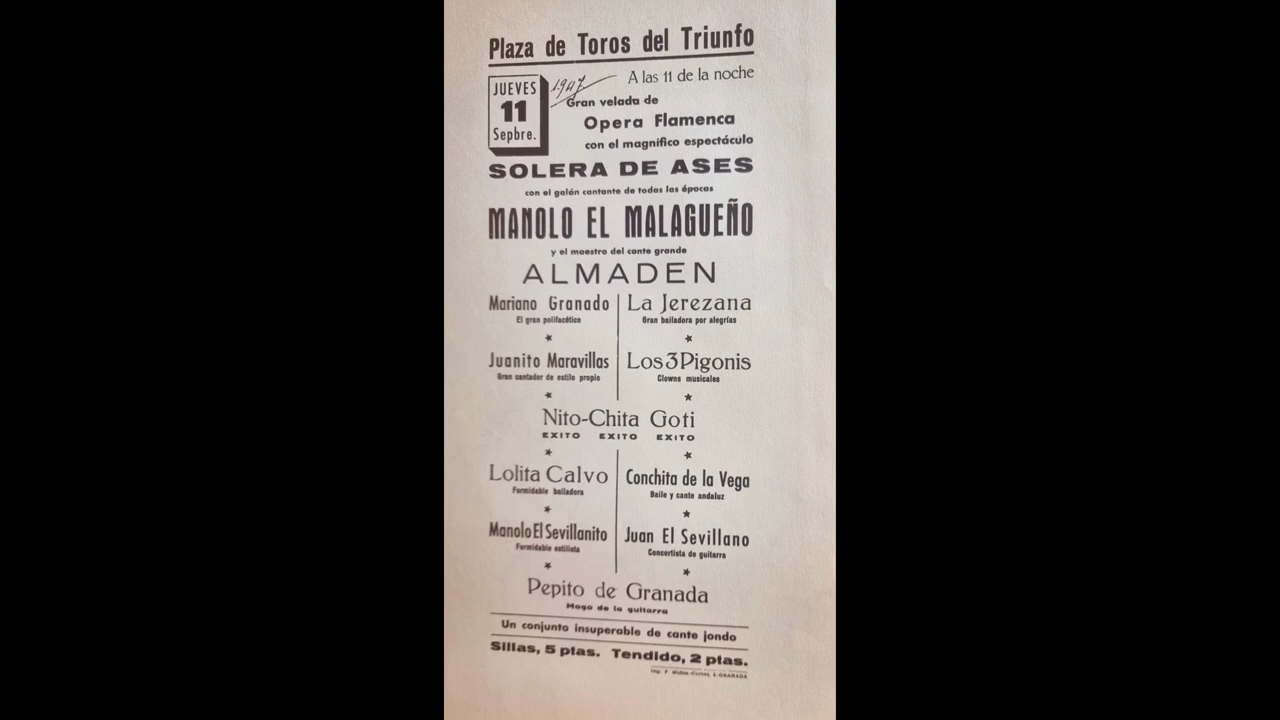 Plaza de Toros del Triunfo
JUEVES
11
Sepbre.
1947
A las 11 de la noche
Gran velada de
Opera Flamenca
con el magnífico espectáculo
SOLERA DE ASES
con el galán cantante de todas las épocas
MANOLO EL MALAGUEÑO
y el maestro del cante grande
ALMADEN
Mariano Granado
El gran polifacético
La Jerezana
Gran bailadora por alegrías
Juanito Maravillas
Gran cantador de estilo propio
Los 3 Pigonis
Clowns musicales
Nito-Chita Goti
EXITO EXITO EXITO
Lolita Calvo
Formidable bailadora
Conchita de la Vega
Baile y cante andaluz
Manolo El Sevillanito
Formidable estilista
Juan El Sevillano
Concertista de guitarra
Pepito de Granada
Mago de la guitarra
Un conjunto insuperable de cante jondo
Sillas, 5 ptas. Tendido, 2 ptas.
Imp. F. GRANADA